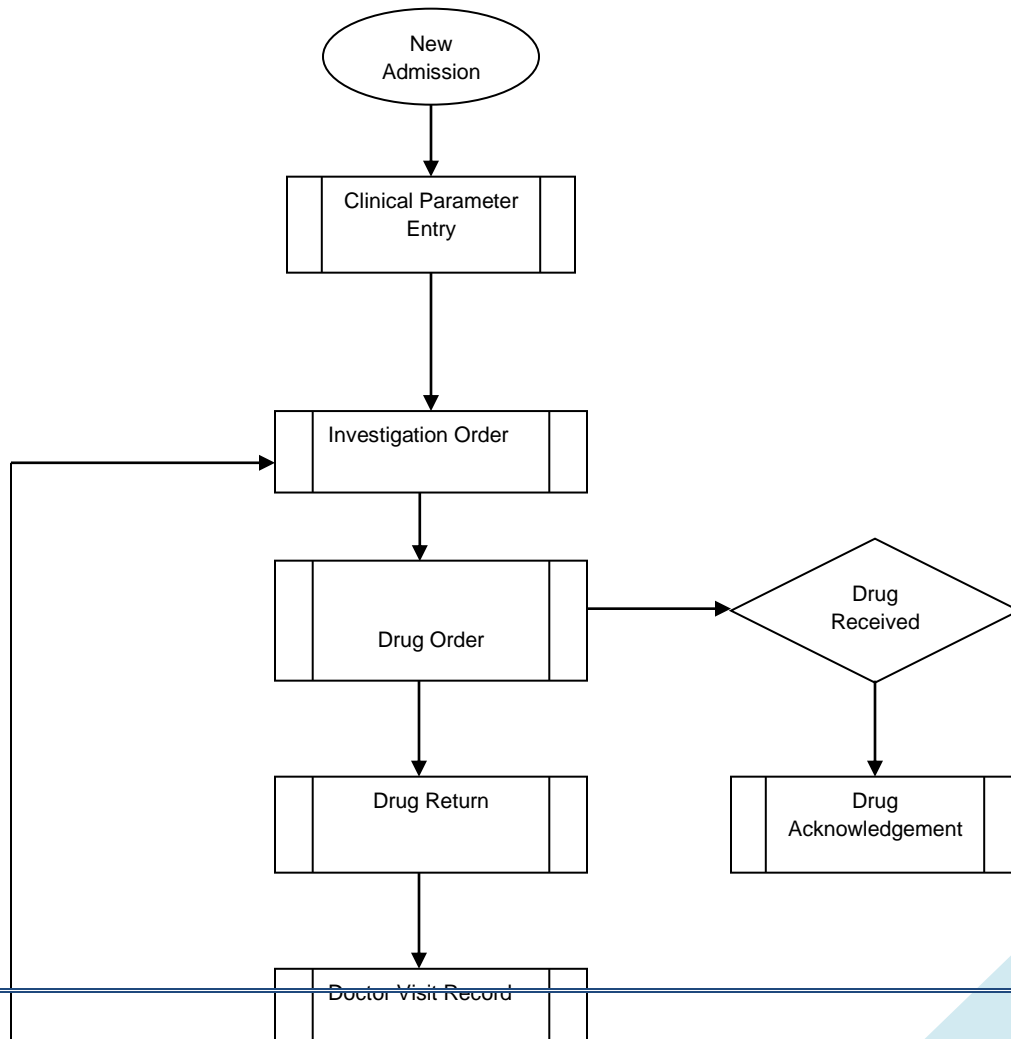 New
Admission
Clinical Parameter
Entry
Investigation Order
Drug Order
Drug
Received
Drug Return
Drug
Acknowledgement
Doctor Visit Record